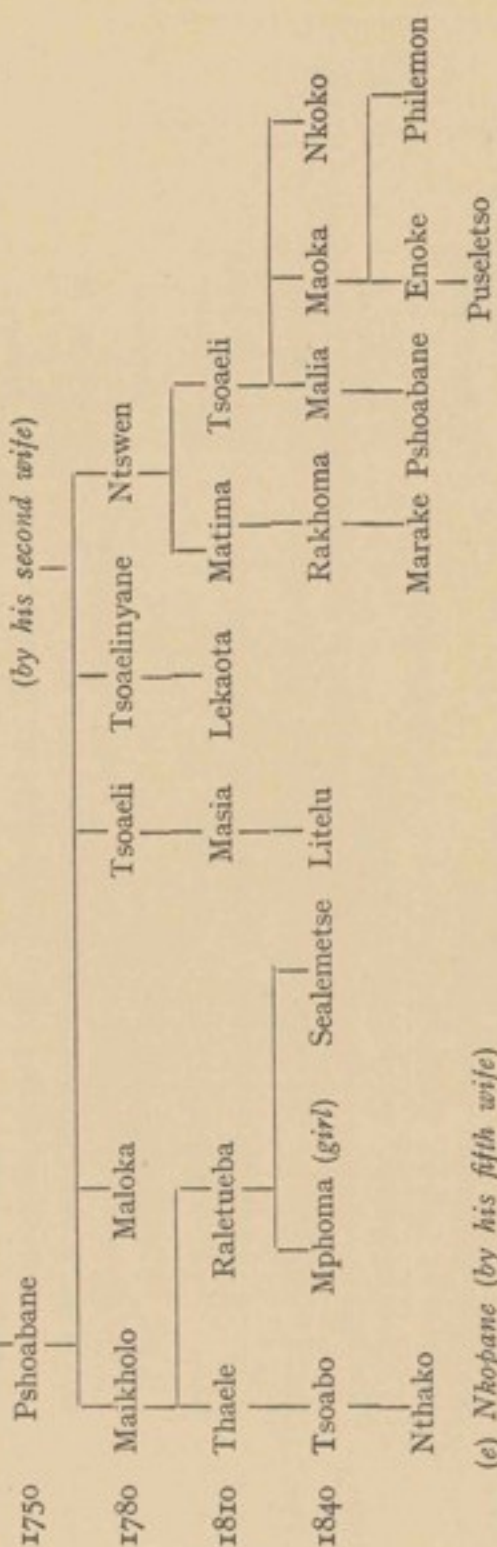 1750 Pshoabane (by his second wife)
1780 Maikholo Maloka Tsoaeli Tsoaelinyane Ntswen
1810 Thaele Raletueba Masia Lekaota Matima Tsoaeli
1840 Tsoabo Mphoma (girl) Sealemetse Litelu Rakhoma Malia Maoka Nkoko
Nthako Marake Pshoabane Enoke Philemon
Puseletso
(e) Nkopane (by his fifth wife)